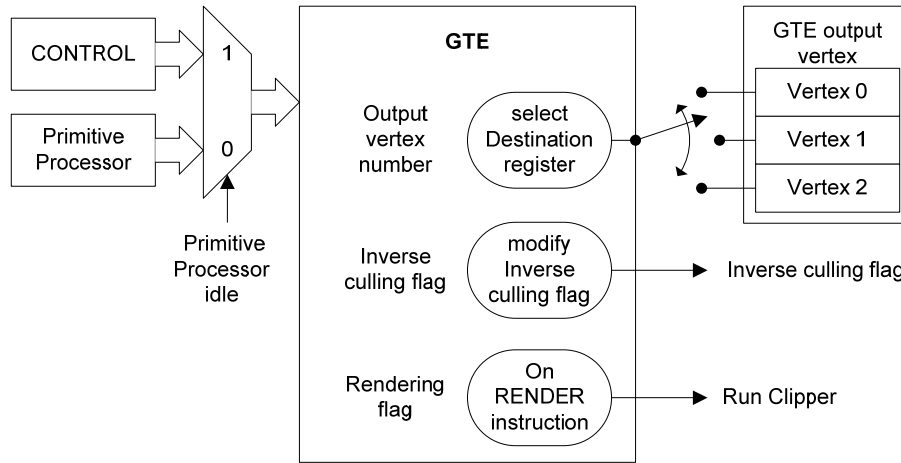 CONTROL
Primitive
Processor
1
0
Primitive
Processor
idle
GTE
Output
vertex
number
select
Destination
register
Inverse
culling flag
modify
Inverse
culling flag
Rendering
flag
On
RENDER
instruction
GTE output
vertex
Vertex 0
Vertex 1
Vertex 2
Inverse culling flag
Run Clipper